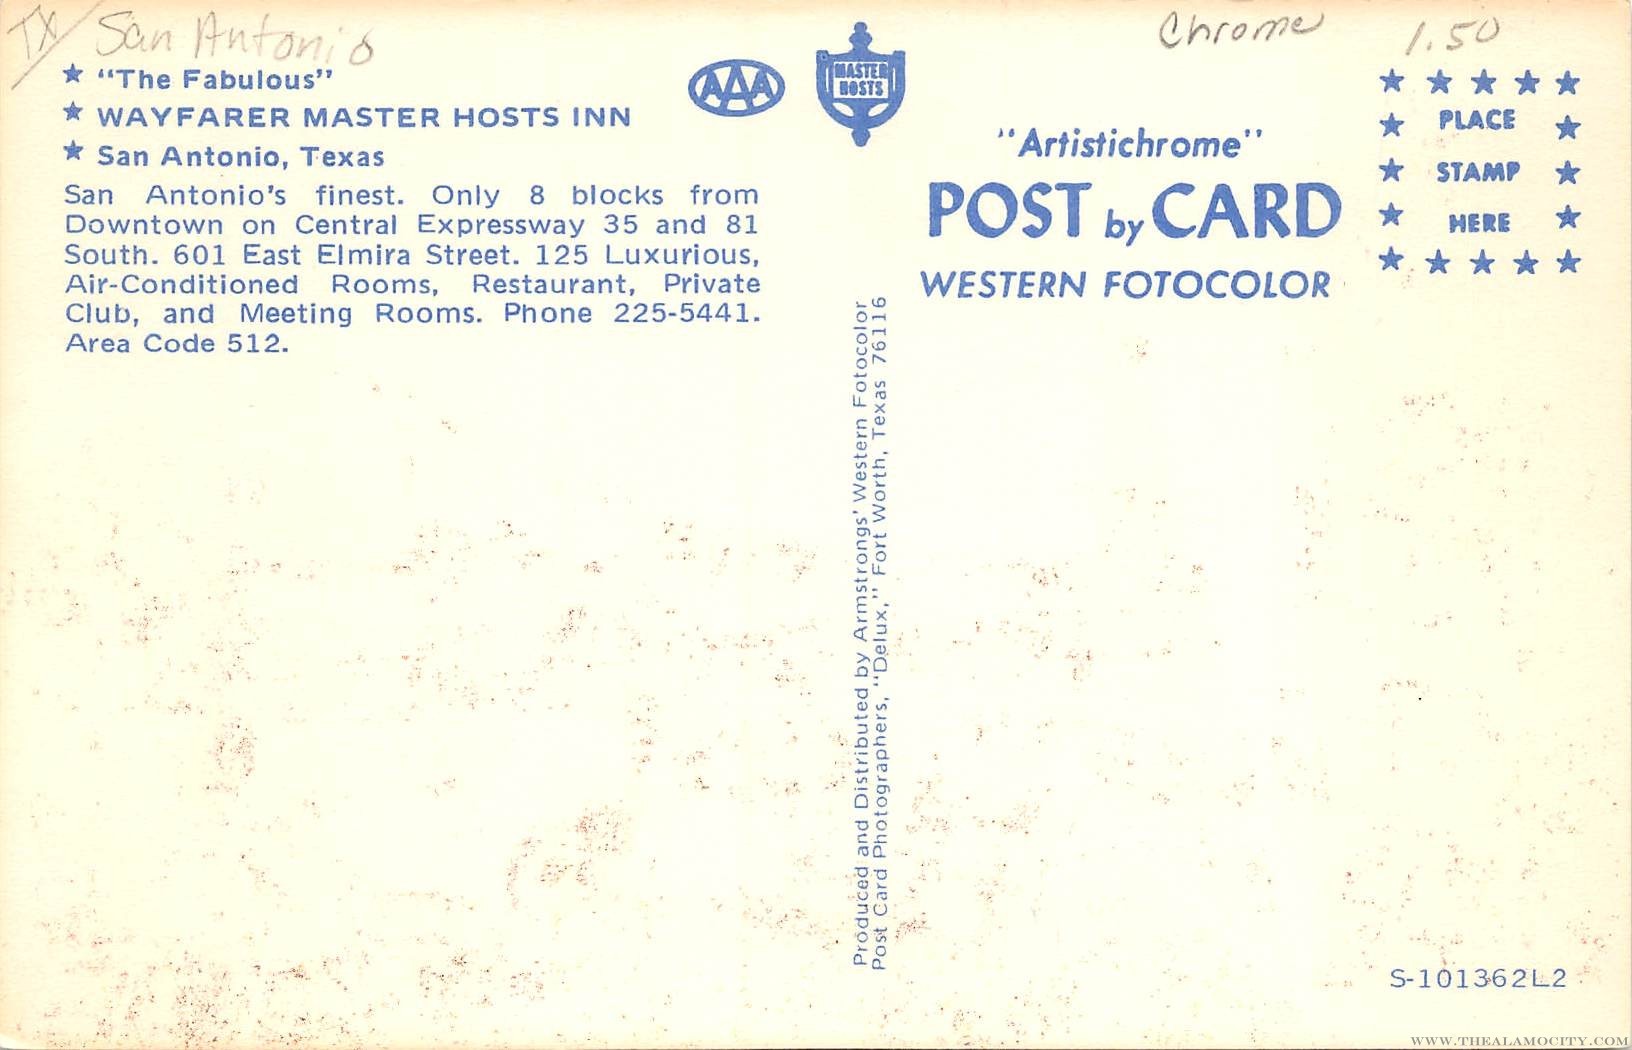 TX/ San Antonio
Chrome
1.50
★ "The Fabulous"
★ WAYFARER MASTER HOSTS INN
★ San Antonio, Texas
San Antonio's finest. Only 8 blocks from
Downtown on Central Expressway 35 and 81
South. 601 East Elmira Street. 125 Luxurious,
Air-Conditioned Rooms, Restaurant, Private
Club, and Meeting Rooms. Phone 225-5441.
Area Code 512.
AAA
MASTER
HOSTS
Produced and Distributed by Armstrongs' Western Fotocolor
Post Card Photographers, "Delux," Fort Worth, Texas 76116
"Artistichrome"
POST by CARD
WESTERN FOTOCOLOR
PLACE
STAMP
HERE
S-101362L2
WWW.THEALAMOCITY.COM